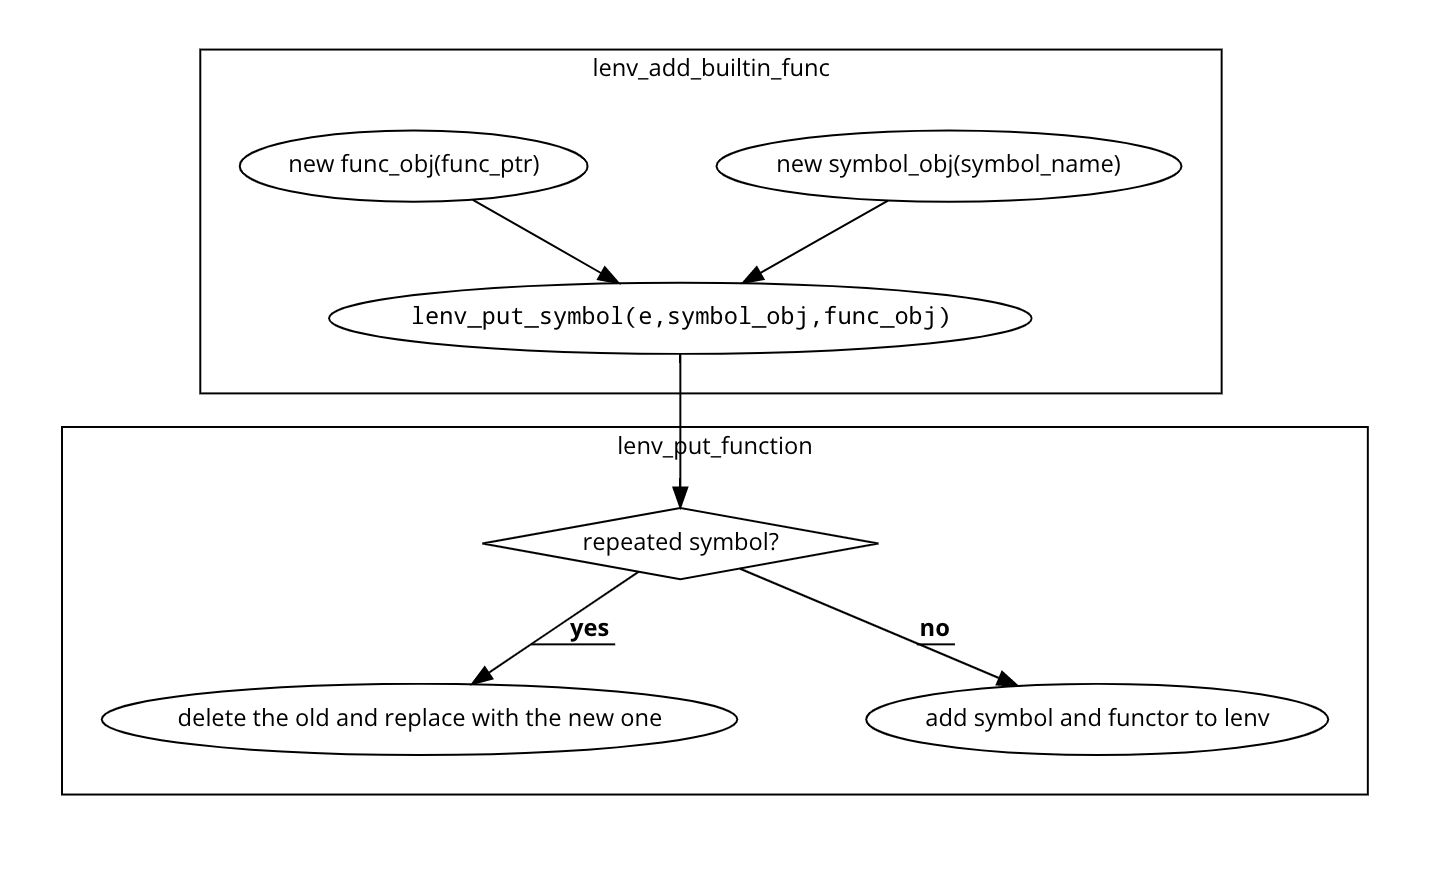 lenv_add_builtin_func
new func_obj(func_ptr)
new symbol_obj(symbol_name)
lenv_put_symbol(e,symbol_obj,func_obj)
lenv_put_function
repeated symbol?
yes
no
delete the old and replace with the new one
add symbol and functor to lenv